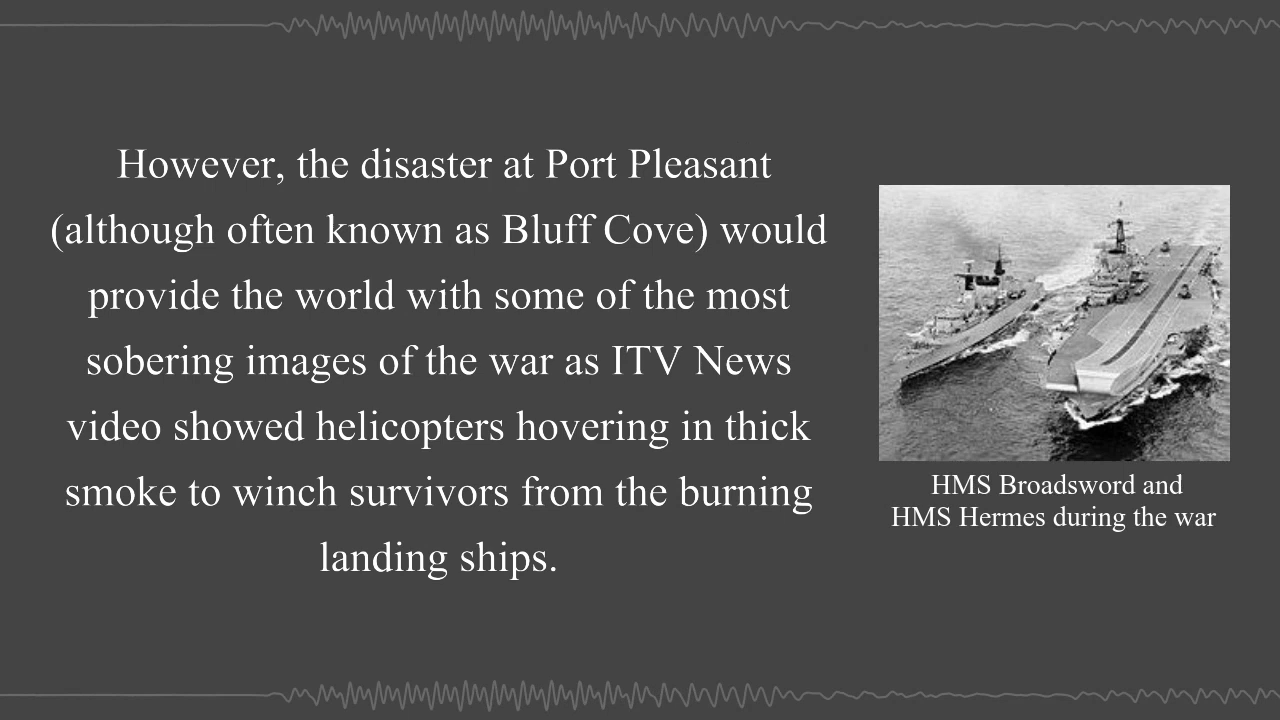 However, the disaster at Port Pleasant
(although often known as Bluff Cove) would
provide the world with some of the most
sobering images of the war as ITV News
video showed helicopters hovering in thick
smoke to winch survivors from the burning
landing ships.
HMS Broadsword and
HMS Hermes during the war